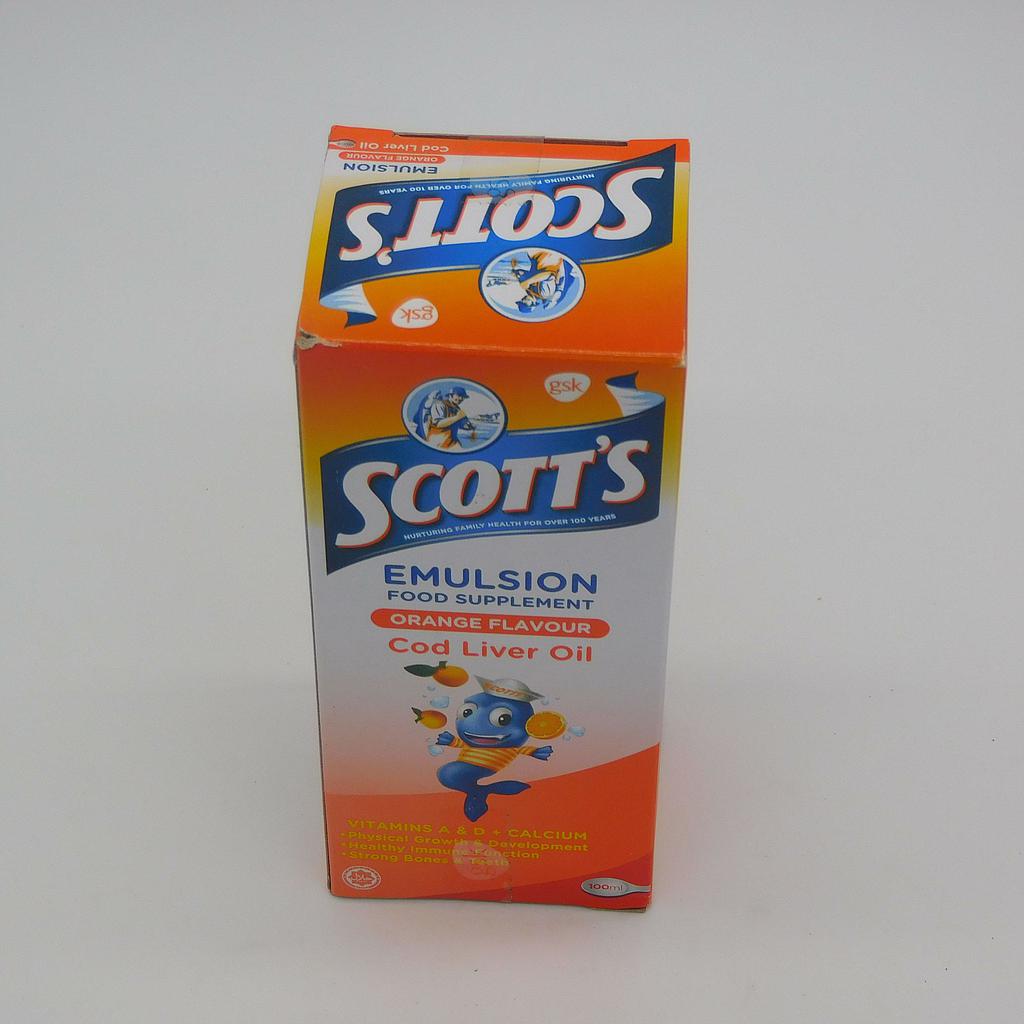 Cod Liver Oil
ORANGE FLAVOUR
EMULSION
NURTURING FAMILY HEALTH FOR OVER 100 YEARS
SCOTT'S
gsk
gsk
SCOTT'S
NURTURING FAMILY HEALTH FOR OVER 100 YEARS
EMULSION
FOOD SUPPLEMENT
ORANGE FLAVOUR
Cod Liver Oil
SCOTT'S
VITAMINS A & D + CALCIUM
•Physical Growth & Development
•Healthy Immune Function
•Strong Bones & Teeth
100ml